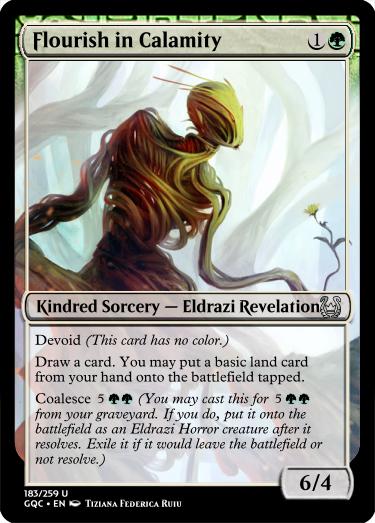 Flourish in Calamity 1
Kindred Sorcery — Eldrazi Revelation
Devoid (This card has no color.)
Draw a card. You may put a basic land card
from your hand onto the battlefield tapped.
Coalesce 5 (You may cast this for 5
from your graveyard. If you do, put it onto the
battlefield as an Eldrazi Horror creature after it
resolves. Exile it if it would leave the battlefield or
not resolve.)
6/4
183/259 U
GQC • EN Tiziana Federica Ruiu